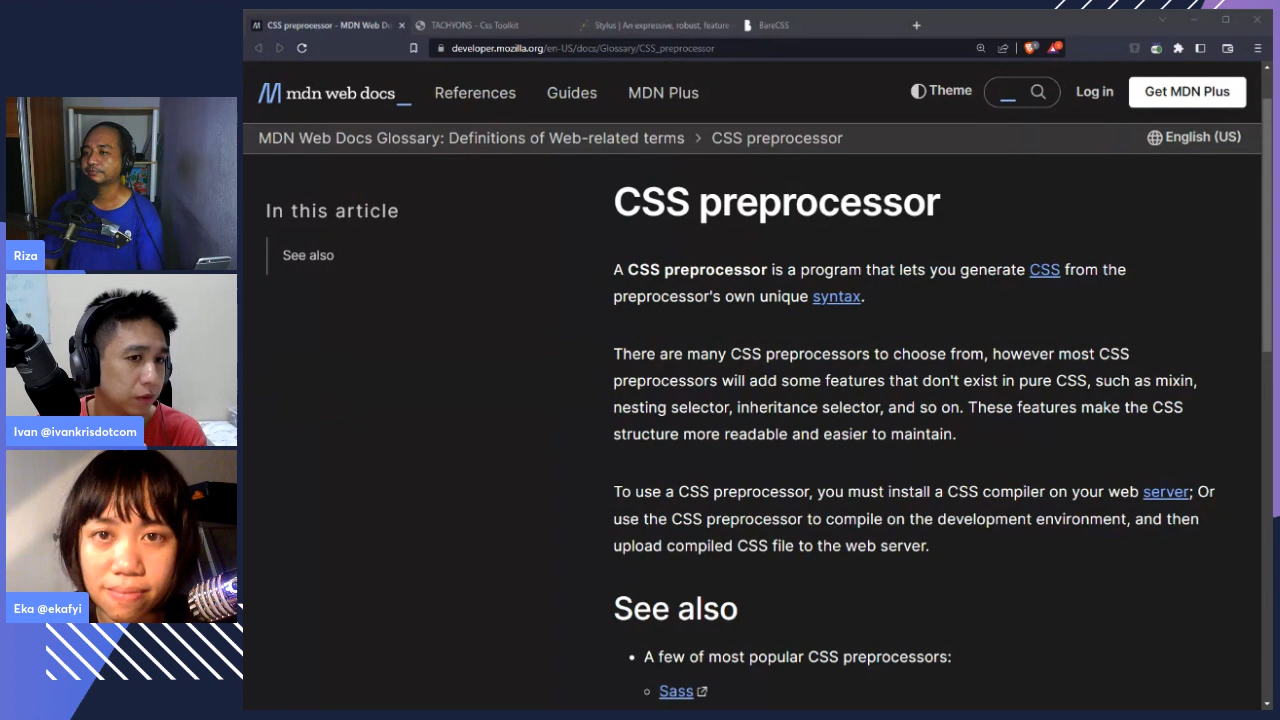 CSS preprocessor - MDN Web Do
TACHYONS - Css Toolkit
Stylus | An expressive, robust, feature
BareCSS
developer.mozilla.org/en-US/docs/Glossary/CSS_preprocessor
mdn web docs_
References
Guides
MDN Plus
Theme
Log in
Get MDN Plus
MDN Web Docs Glossary: Definitions of Web-related terms > CSS preprocessor
English (US)
In this article
See also
CSS preprocessor
A CSS preprocessor is a program that lets you generate CSS from the
preprocessor's own unique syntax.
There are many CSS preprocessors to choose from, however most CSS
preprocessors will add some features that don't exist in pure CSS, such as mixin,
nesting selector, inheritance selector, and so on. These features make the CSS
structure more readable and easier to maintain.
To use a CSS preprocessor, you must install a CSS compiler on your web server; Or
use the CSS preprocessor to compile on the development environment, and then
upload compiled CSS file to the web server.
See also
• A few of most popular CSS preprocessors:
Sass
Riza
Ivan @ivankrisdotcom
Eka @ekafyi